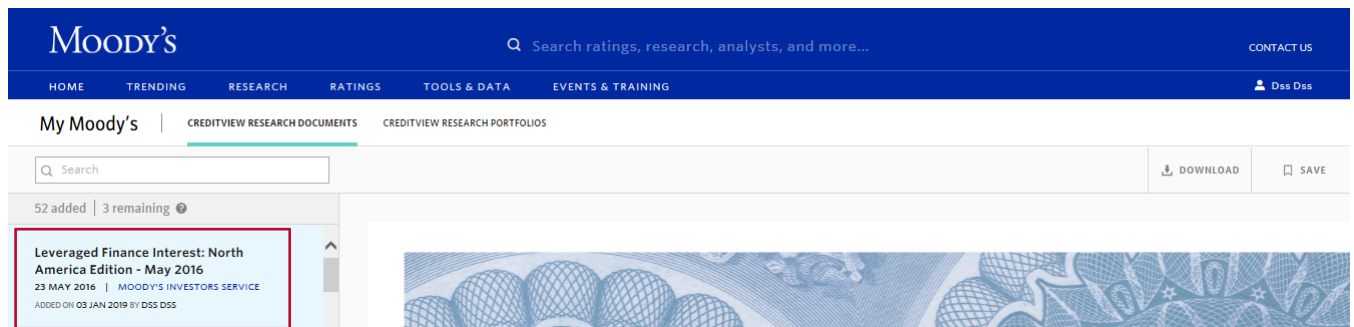 MOODY'S
Search ratings, research, analysts, and more...
CONTACT US
HOME TRENDING RESEARCH RATINGS TOOLS & DATA EVENTS & TRAINING Dss Dss
My Moody's | CREDITVIEW RESEARCH DOCUMENTS CREDITVIEW RESEARCH PORTFOLIOS
Search
DOWNLOAD SAVE
52 added | 3 remaining ?
Leveraged Finance Interest: North
America Edition - May 2016
23 MAY 2016 | MOODY'S INVESTORS SERVICE
ADDED ON 03 JAN 2019 BY DSS DSS